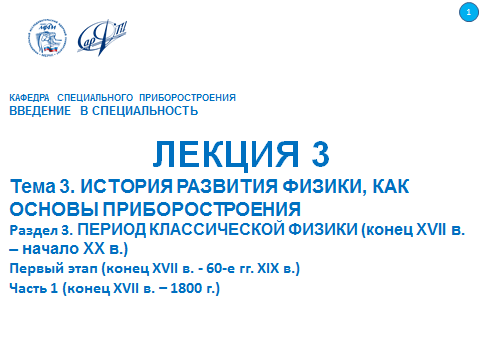 1
КАФЕДРА СПЕЦИАЛЬНОГО ПРИБОРОСТРОЕНИЯ
ВВЕДЕНИЕ В СПЕЦИАЛЬНОСТЬ
ЛЕКЦИЯ 3
Тема 3. ИСТОРИЯ РАЗВИТИЯ ФИЗИКИ, КАК
ОСНОВЫ ПРИБОРОСТРОЕНИЯ
Раздел 3. ПЕРИОД КЛАССИЧЕСКОЙ ФИЗИКИ (конец XVII в.
– начало XX в.)
Первый этап (конец XVII в. - 60-е гг. XIX в.)
Часть 1 (конец XVII в. – 1800 г.)